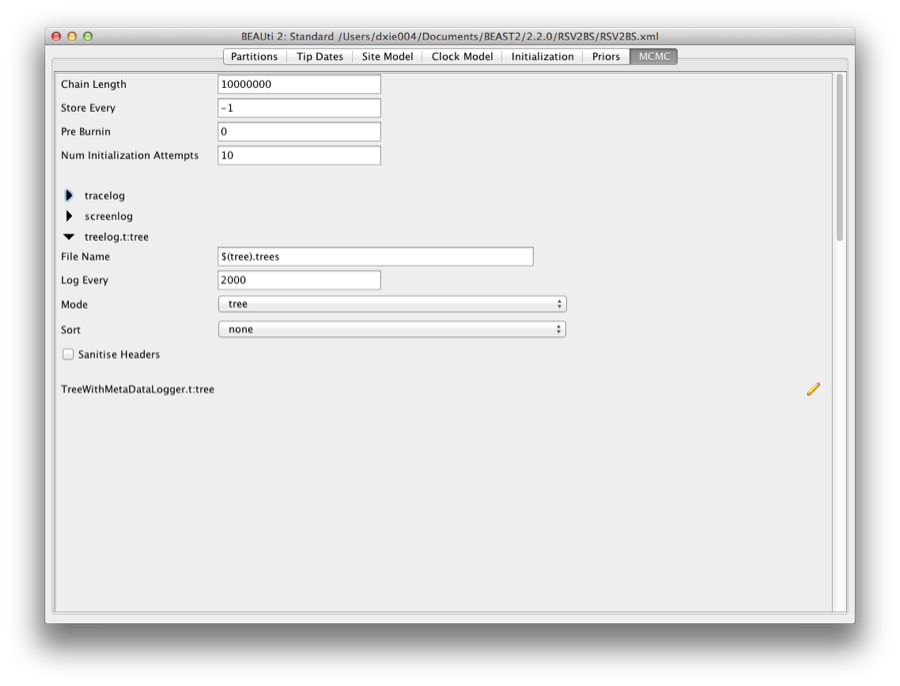 BEAUti 2: Standard /Users/dxie004/Documents/BEAST2/2.2.0/RSV2BS/RSV2BS.xml
Partitions Tip Dates Site Model Clock Model Initialization Priors MCMC
Chain Length 10000000
Store Every -1
Pre Burnin 0
Num Initialization Attempts 10
tracelog
screenlog
treelog.t:tree
File Name $(tree).trees
Log Every 2000
Mode tree
Sort none
Sanitise Headers
TreeWithMetaDataLogger.t:tree